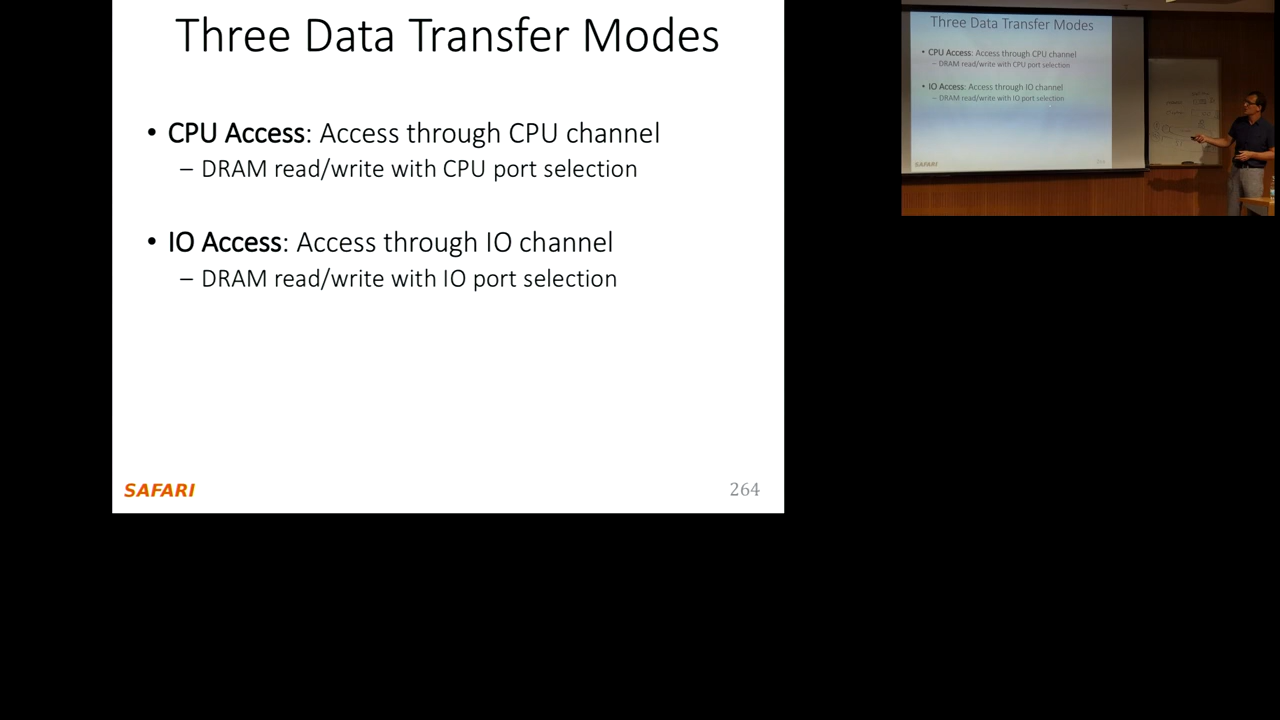 Three Data Transfer Modes
• CPU Access: Access through CPU channel
– DRAM read/write with CPU port selection
• IO Access: Access through IO channel
– DRAM read/write with IO port selection
SAFARI
264
Three Data Transfer Modes
• CPU Access: Access through CPU channel
– DRAM read/write with CPU port selection
• IO Access: Access through IO channel
– DRAM read/write with IO port selection
SAFARI
264